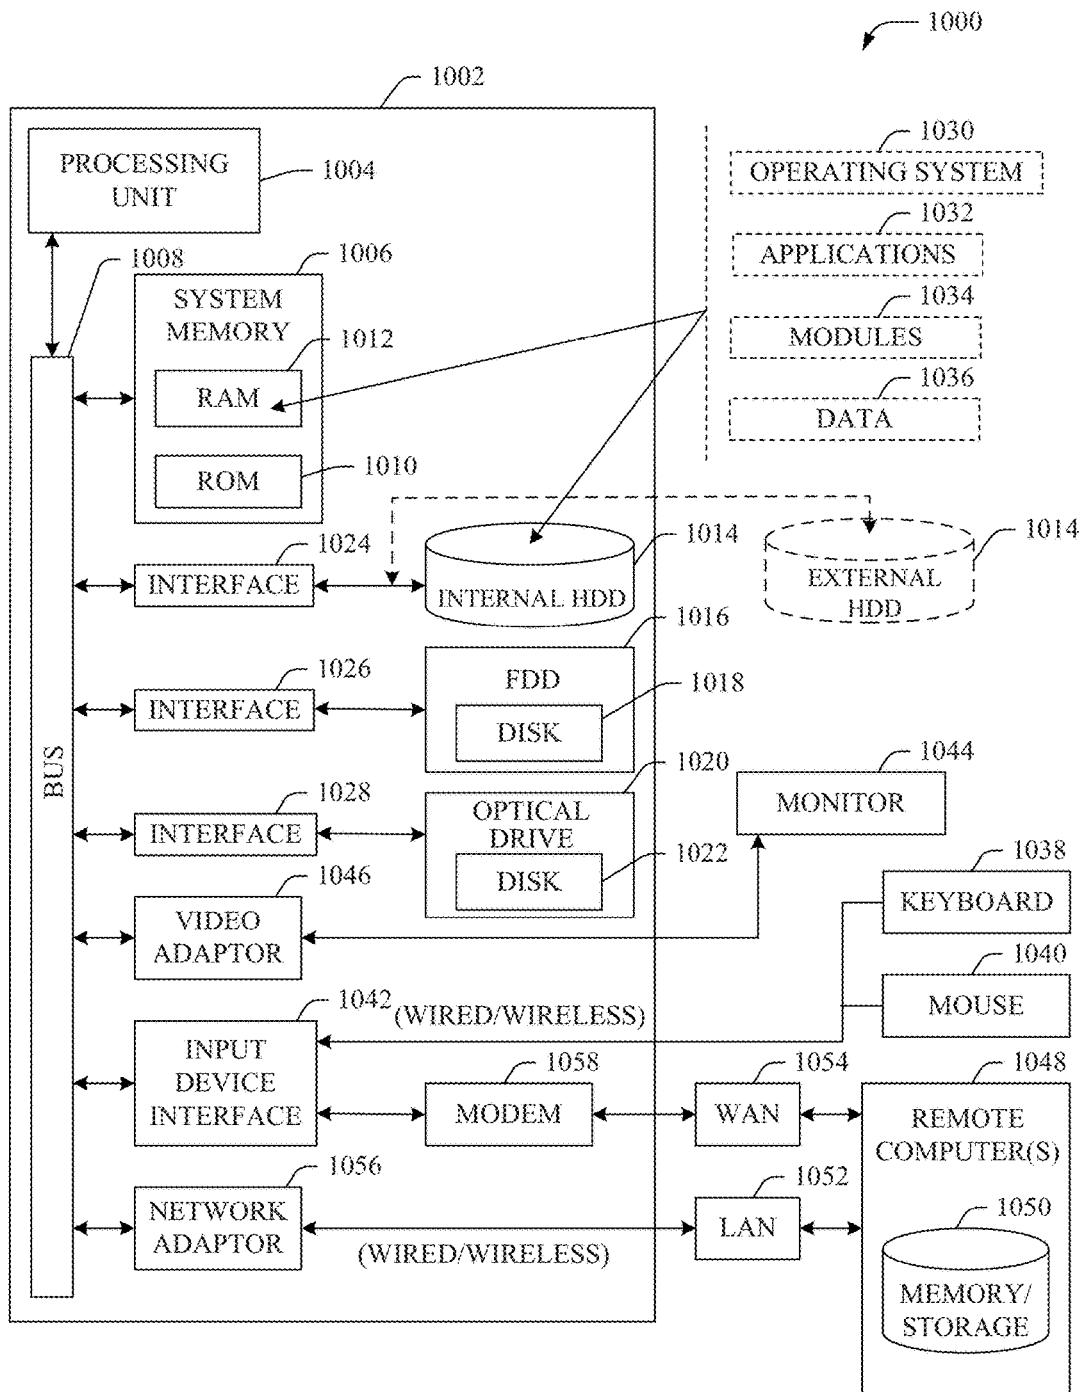 1000
1002
PROCESSING
UNIT
1004
1030
OPERATING SYSTEM
1032
APPLICATIONS
1034
MODULES
1036
DATA
1008
1006
SYSTEM
MEMORY
1012
RAM
1010
ROM
BUS
1024
INTERFACE
1014
INTERNAL HDD
1014
EXTERNAL
HDD
1026
INTERFACE
1016
FDD
1018
DISK
1028
INTERFACE
1020
OPTICAL
DRIVE
1022
DISK
1044
MONITOR
1046
VIDEO
ADAPTOR
1038
KEYBOARD
1040
MOUSE
1042
(WIRED/WIRELESS)
INPUT
DEVICE
INTERFACE
1058
MODEM
1054
WAN
1048
REMOTE
COMPUTER(S)
1056
NETWORK
ADAPTOR
(WIRED/WIRELESS)
1052
LAN
1050
MEMORY/
STORAGE